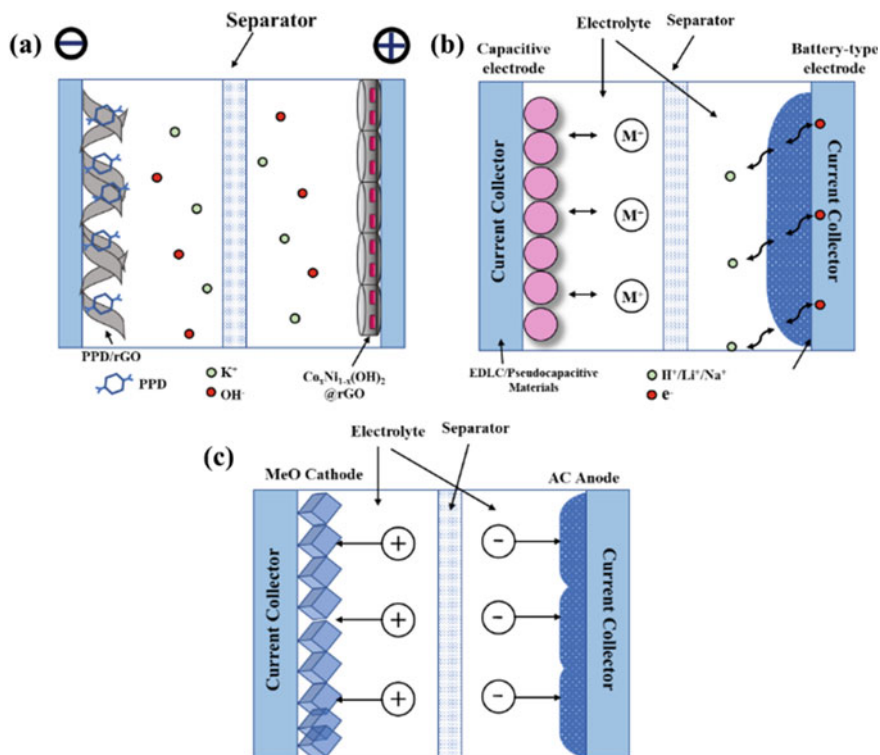 Separator
(a)
PPD/rGO
PPD
K⁺
OH⁻
CoₓNi₁₋ₓ(OH)₂
@rGO
(b)
Electrolyte
Separator
Capacitive
electrode
Battery-type
electrode
Current Collector
M⁺
M⁺
M⁺
Current Collector
EDLC/Pseudocapacitive
Materials
H⁺/Li⁺/Na⁺
e⁻
(c)
Electrolyte
Separator
MeO Cathode
AC Anode
Current Collector
+
+
+
−
−
−
Current Collector